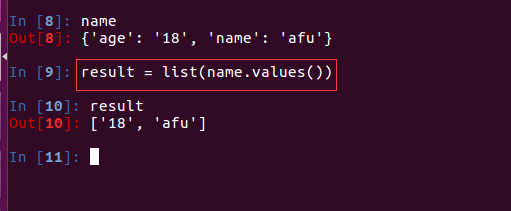 In [8]: name
Out[8]: {'age': '18', 'name': 'afu'}
In [9]: result = list(name.values())
In [10]: result
Out[10]: ['18', 'afu']
In [11]: